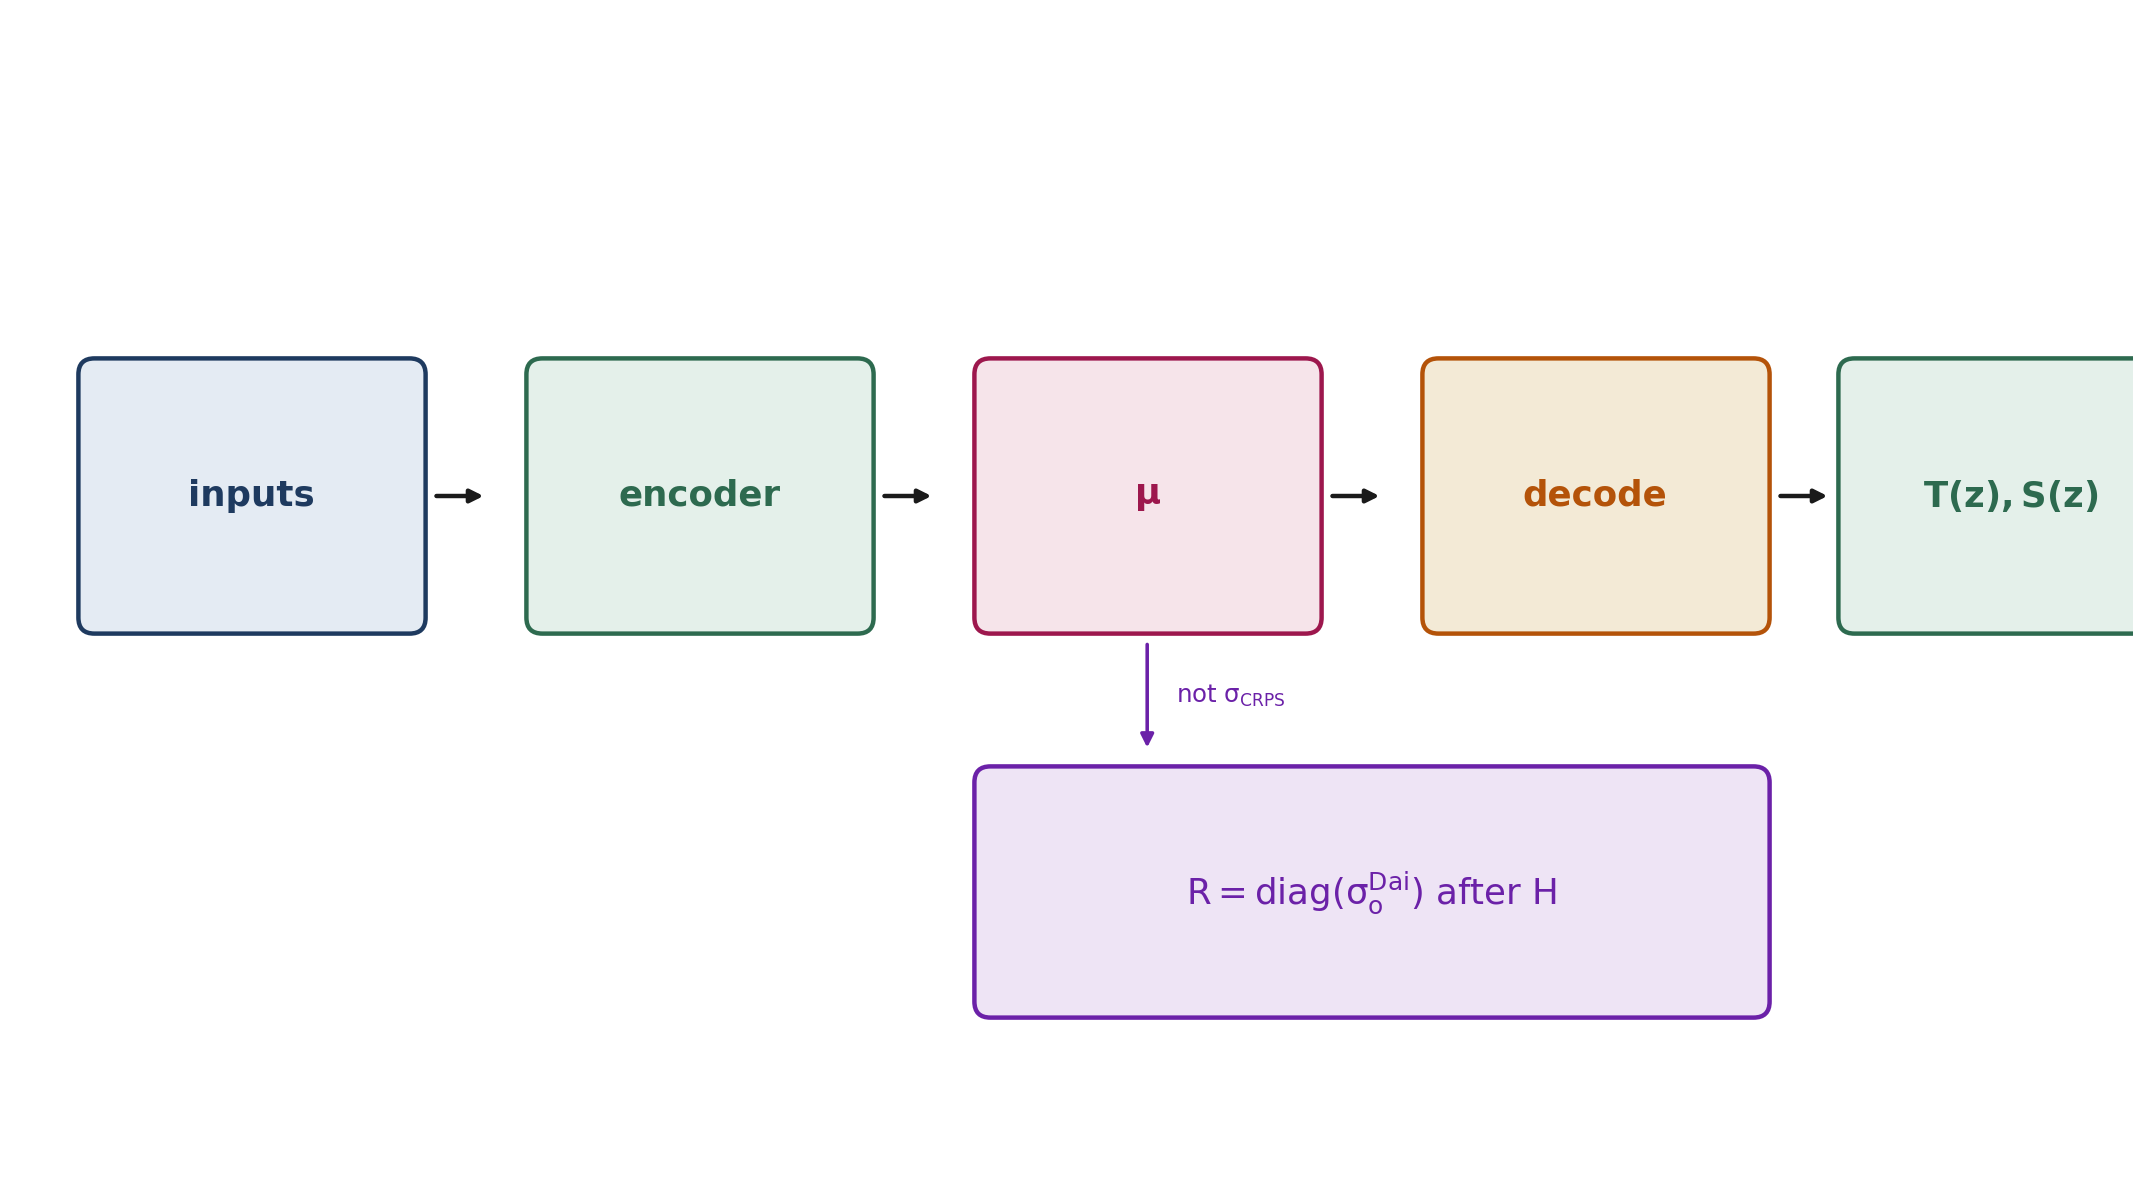 inputs
encoder
μ
decode
T(z), S(z)
not σ_CRPS
R = diag(σ_o^Dai) after H